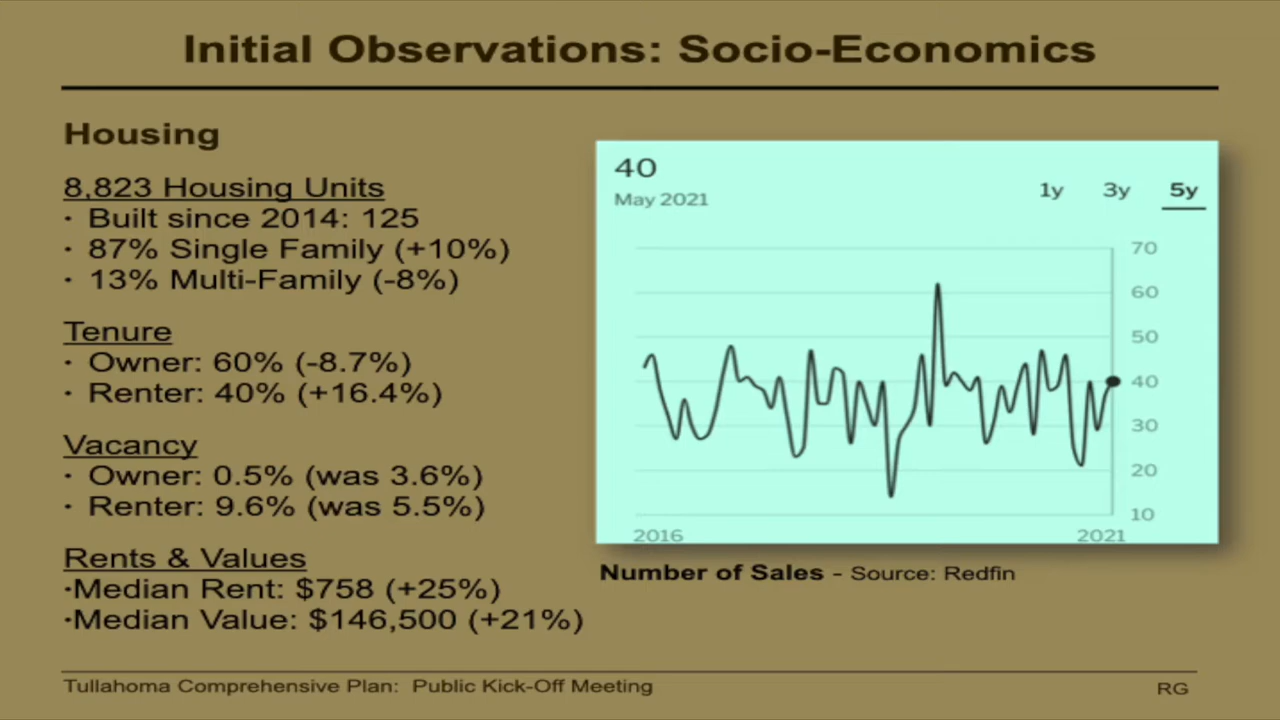 Initial Observations: Socio-Economics
Housing
8,823 Housing Units
· Built since 2014: 125
· 87% Single Family (+10%)
· 13% Multi-Family (-8%)
Tenure
· Owner: 60% (-8.7%)
· Renter: 40% (+16.4%)
Vacancy
· Owner: 0.5% (was 3.6%)
· Renter: 9.6% (was 5.5%)
Rents & Values
·Median Rent: $758 (+25%)
·Median Value: $146,500 (+21%)
40
May 2021
1y 3y 5y
70
60
50
40
30
20
10
2016 2021
Number of Sales - Source: Redfin
Tullahoma Comprehensive Plan: Public Kick-Off Meeting
RG